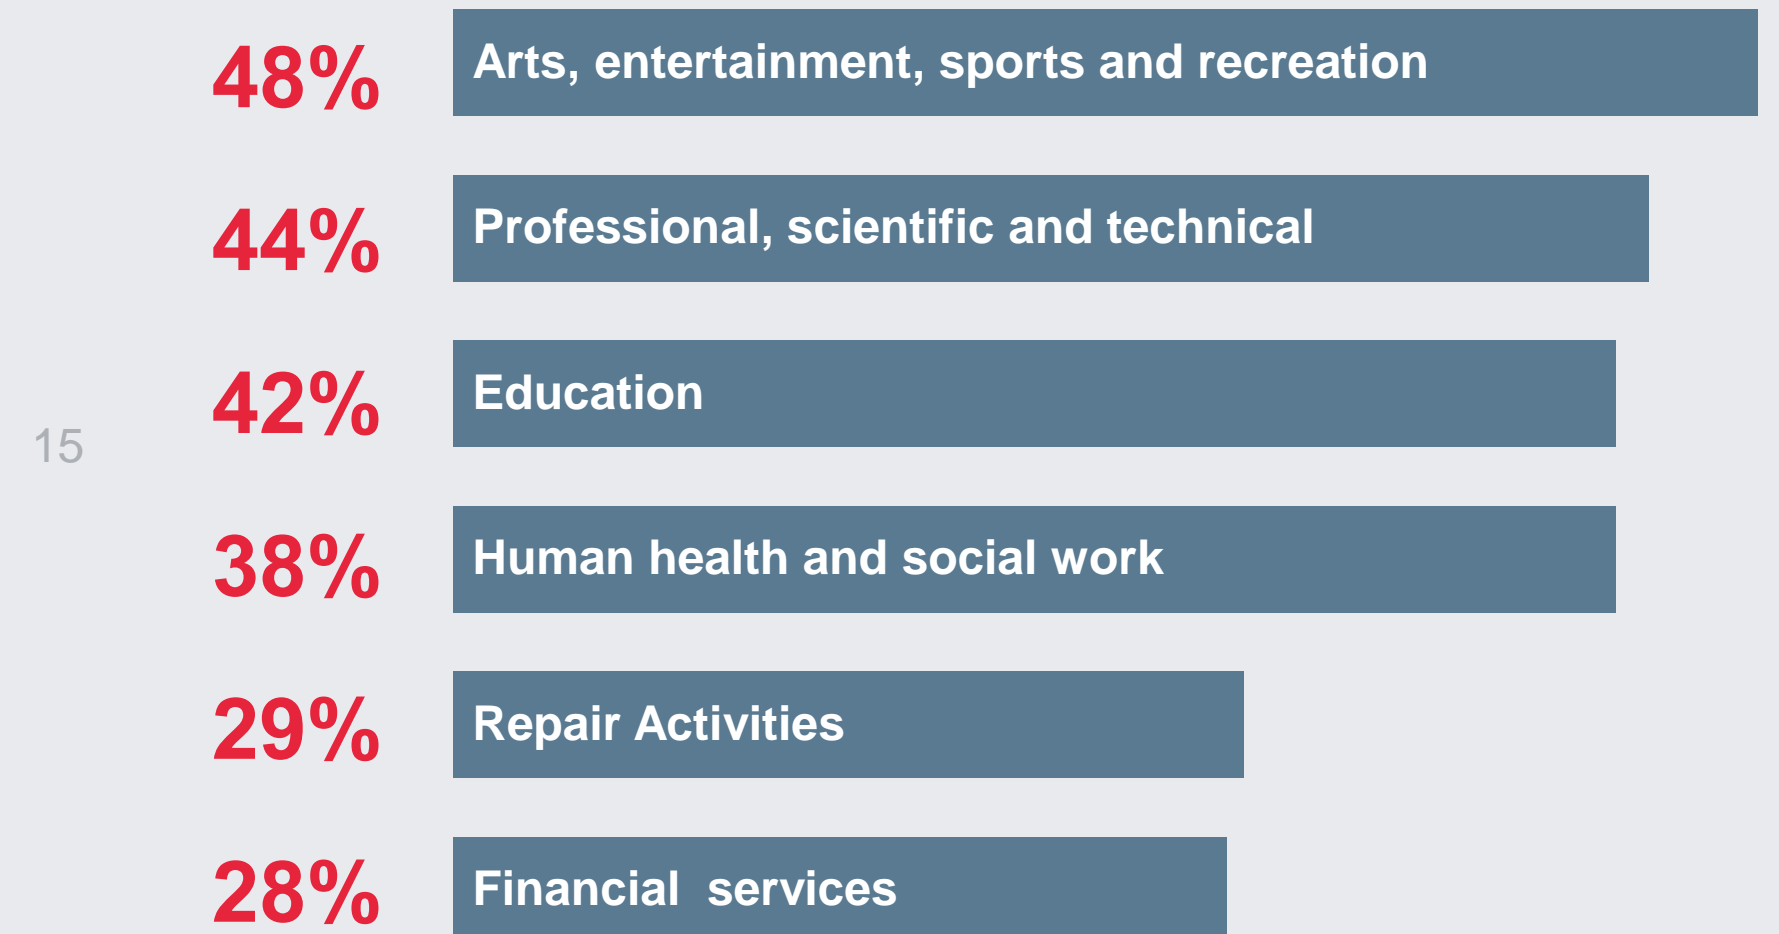 48% Arts, entertainment, sports and recreation
44% Professional, scientific and technical
42% Education
15
38% Human health and social work
29% Repair Activities
28% Financial  services